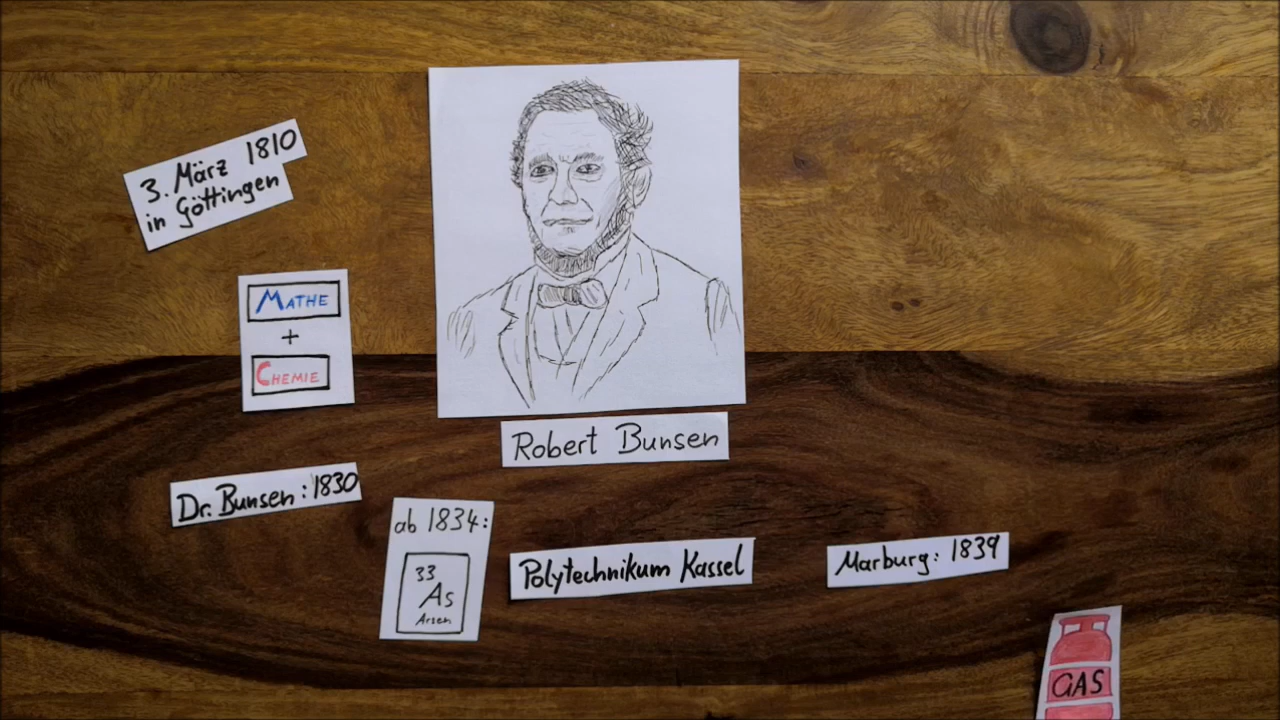 3. März 1810
in Göttingen
MATHE
+
CHEMIE
Robert Bunsen
Dr. Bunsen: 1830
ab 1834:
33
As
Arsen
Polytechnikum Kassel
Marburg: 1839
GAS